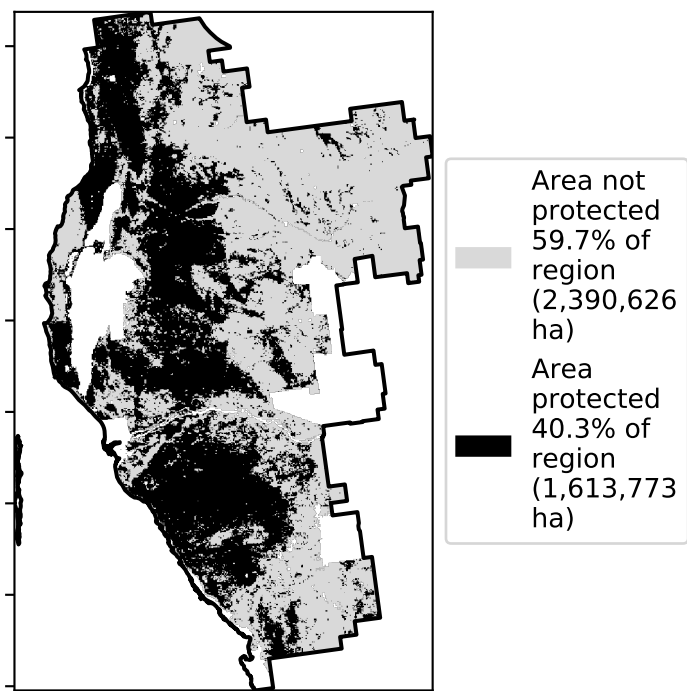 Area not
protected
59.7% of
region
(2,390,626
ha)
Area
protected
40.3% of
region
(1,613,773
ha)